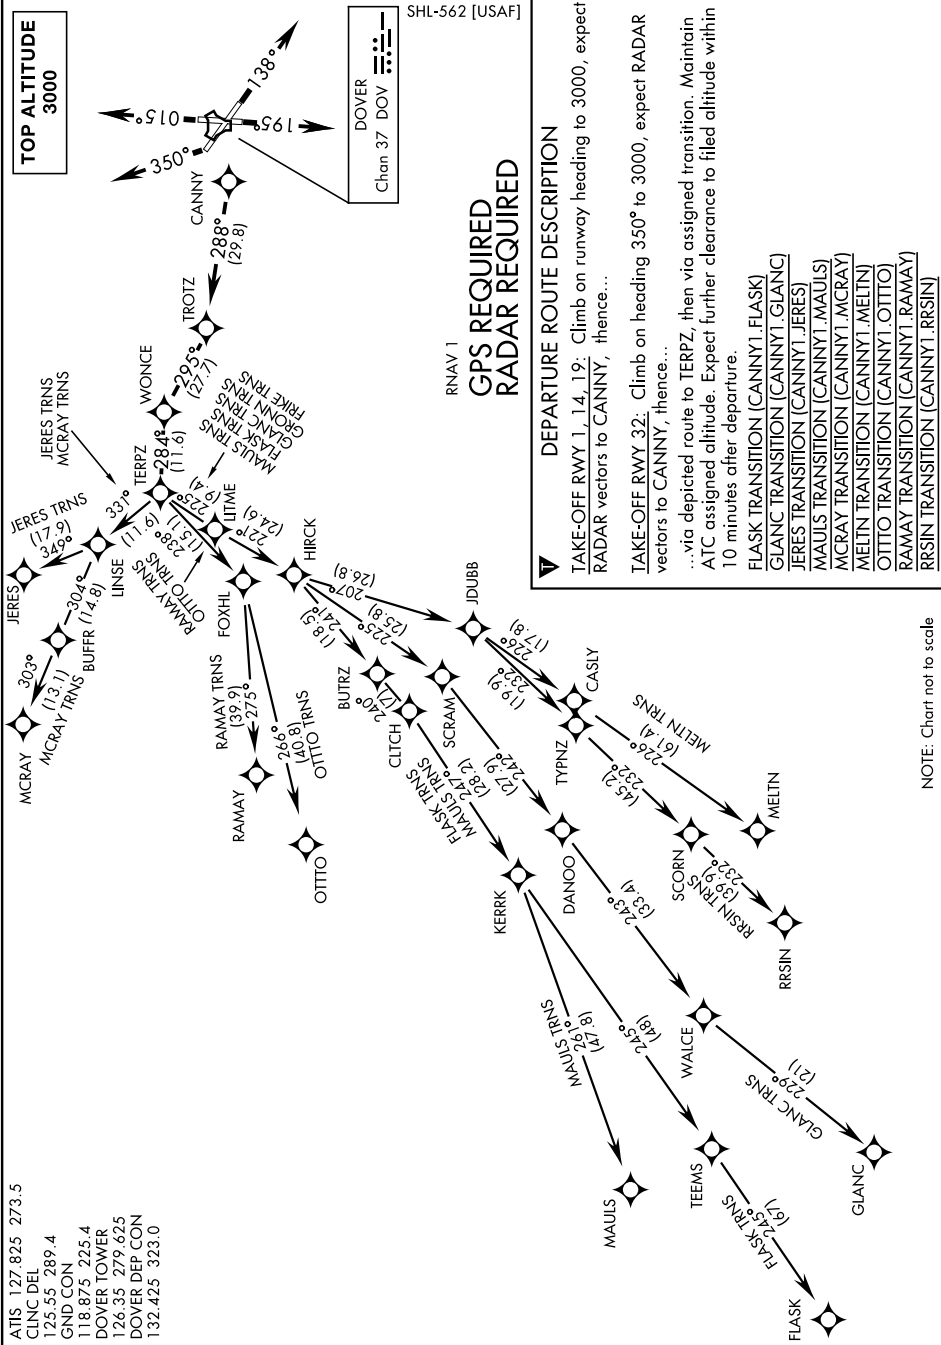 SHL-562 [USAF]
TOP ALTITUDE
3000
ATIS 127.825 273.5
CLNC DEL
125.55 289.4
GND CON
118.875 225.4
DOVER TOWER
126.35 279.625
DOVER DEP CON
132.425 323.0
DOVER
Chan 37 DOV
138°
015°
195°
350°
CANNY
288°
(29.8)
TROTZ
295°
(27.7)
WONCE
284°
(11.6)
TERPZ
JERES TRNS
MCRAY TRNS
331°
(11.6)
LINSE
JERES TRNS
(17.9)
349°
JERES
304°
(14.8)
BUFFR
303°
(13.1)
MCRAY TRNS
MCRAY
238°
(15.1)
OTTTO TRNS
RAMAY TRNS
FOXHL
RAMAY TRNS
(39.9)
275°
RAMAY
266°
(40.8)
OTTTO TRNS
OTTTO
225°
(9.4)
MAULS TRNS
FLASK TRNS
GLANC TRNS
GRONN TRNS
FRIKE TRNS
LITME
221°
(24.6)
HIRCK
241°
(18.5)
BUTRZ
240°
(7)
CLTCH
FLASK TRNS
MAULS TRNS
247°
(28.2)
KERRK
MAULS TRNS
261°
(47.8)
MAULS
245°
(48)
TEEMS
FLASK TRNS
245°
(67)
FLASK
225°
(25.8)
SCRAM
242°
(27.9)
DANOO
243°
(33.4)
WALCE
GLANC TRNS
229°
(21)
GLANC
207°
(26.8)
JDUBB
226°
(17.8)
CASLY
MELTN TRNS
226°
(61.4)
MELTN
232°
(19.9)
TYPNZ
232°
(45.2)
SCORN
RRSIN TRNS
232°
(39.9)
RRSIN
RNAV 1
GPS REQUIRED
RADAR REQUIRED
T
DEPARTURE ROUTE DESCRIPTION
TAKE-OFF RWY 1, 14, 19: Climb on runway heading to 3000, expect
RADAR vectors to CANNY, thence...
TAKE-OFF RWY 32: Climb on heading 350° to 3000, expect RADAR
vectors to CANNY, thence...
...via depicted route to TERPZ, then via assigned transition. Maintain
ATC assigned altitude. Expect further clearance to filed altitude within
10 minutes after departure.
FLASK TRANSITION (CANNY1.FLASK)
GLANC TRANSITION (CANNY1.GLANC)
JERES TRANSITION (CANNY1.JERES)
MAULS TRANSITION (CANNY1.MAULS)
MCRAY TRANSITION (CANNY1.MCRAY)
MELTN TRANSITION (CANNY1.MELTN)
OTTTO TRANSITION (CANNY1.OTTTO)
RAMAY TRANSITION (CANNY1.RAMAY)
RRSIN TRANSITION (CANNY1.RRSIN)
NOTE: Chart not to scale